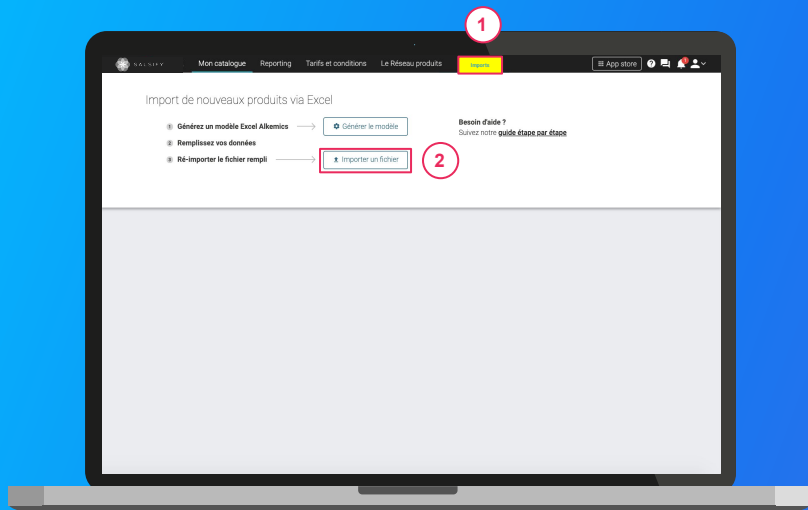 1
SALSIFY Mon catalogue Reporting Tarifs et conditions Le Réseau produits Imports App store
Import de nouveaux produits via Excel
1 Générez un modèle Excel Alkemics Générer le modèle
2 Remplissez vos données
3 Ré-importer le fichier rempli Importer un fichier
2
Besoin d'aide ?
Suivez notre guide étape par étape